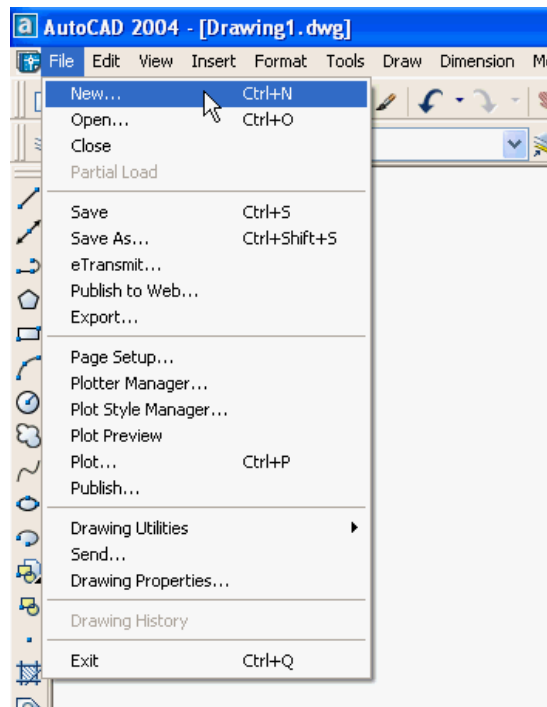 a AutoCAD 2004 - [Drawing1.dwg]
File Edit View Insert Format Tools Draw Dimension
New... Ctrl+N
Open... Ctrl+O
Close
Partial Load
Save Ctrl+S
Save As... Ctrl+Shift+S
eTransmit...
Publish to Web...
Export...
Page Setup...
Plotter Manager...
Plot Style Manager...
Plot Preview
Plot... Ctrl+P
Publish...
Drawing Utilities
Send...
Drawing Properties...
Drawing History
Exit Ctrl+Q